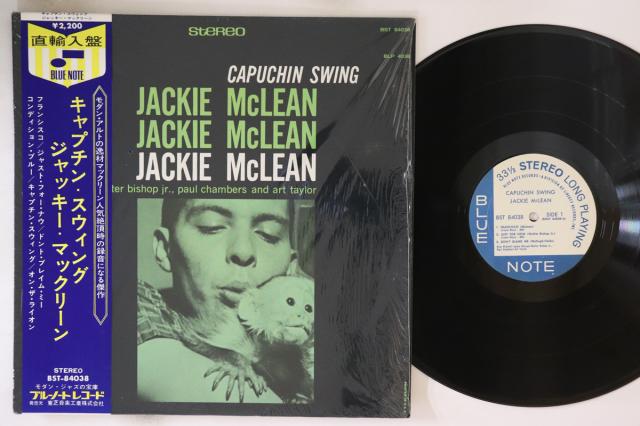 ¥2,200
直輸入盤
BLUE NOTE
キャプチン・スウィング
ジャッキー・マックリーン
モダン・アルトの逸材マックリーン人気絶頂時の録音になる傑作
フランシスコ/ジャスト・フォー・ナウ/ドント・ブレイム・ミー
コンディション・ブルー/キャプチン・スウィング/オン・ザ・ライオン
STEREO
BST-84038
モダン・ジャズの宝庫
ブルーノート レコード
stereo
BST 84038
BLP 4038
CAPUCHIN SWING
JACKIE McLEAN
JACKIE McLEAN
JACKIE McLEAN
ter bishop jr., paul chambers and art taylor
33⅓ STEREO LONG PLAYING
CAPUCHIN SWING
JACKIE McLEAN
BST 84038
SIDE 1
BLUE
NOTE